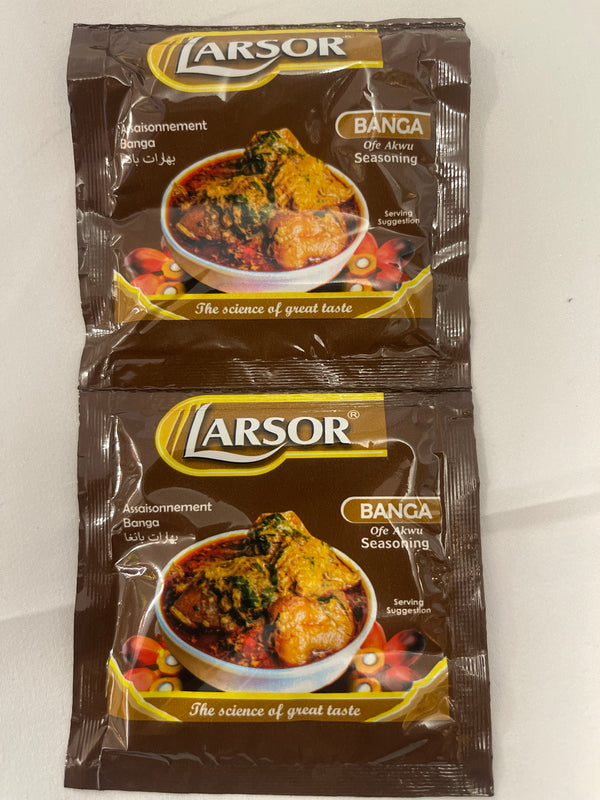 LARSOR
Assaisonnement
Banga
بهارات بانغا
BANGA
Ofe Akwu
Seasoning
Serving
Suggestion
The science of great taste
LARSOR®
Assaisonnement
Banga
بهارات بانغا
BANGA
Ofe Akwu
Seasoning
Serving
Suggestion
The science of great taste